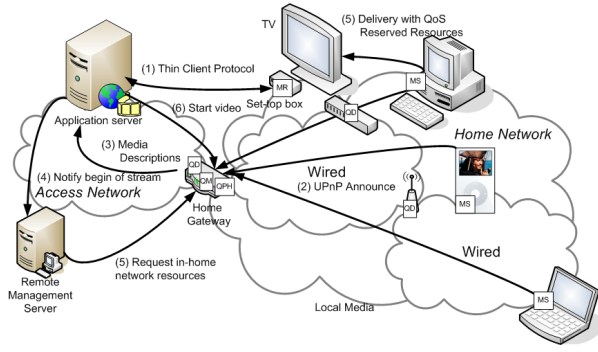 TV
(5) Delivery with QoS
Reserved Resources
(1) Thin Client Protocol
MR
Set-top box
MS
QD
Application server
(6) Start video
(3) Media
Descriptions
Home Network
(4) Notify begin of stream
Access Network
QD
QM
QPH
Home
Gateway
Wired
(2) UPnP Announce
QD
MS
Wired
(5) Request in-home
network resources
Remote
Management
Server
Local Media
MS